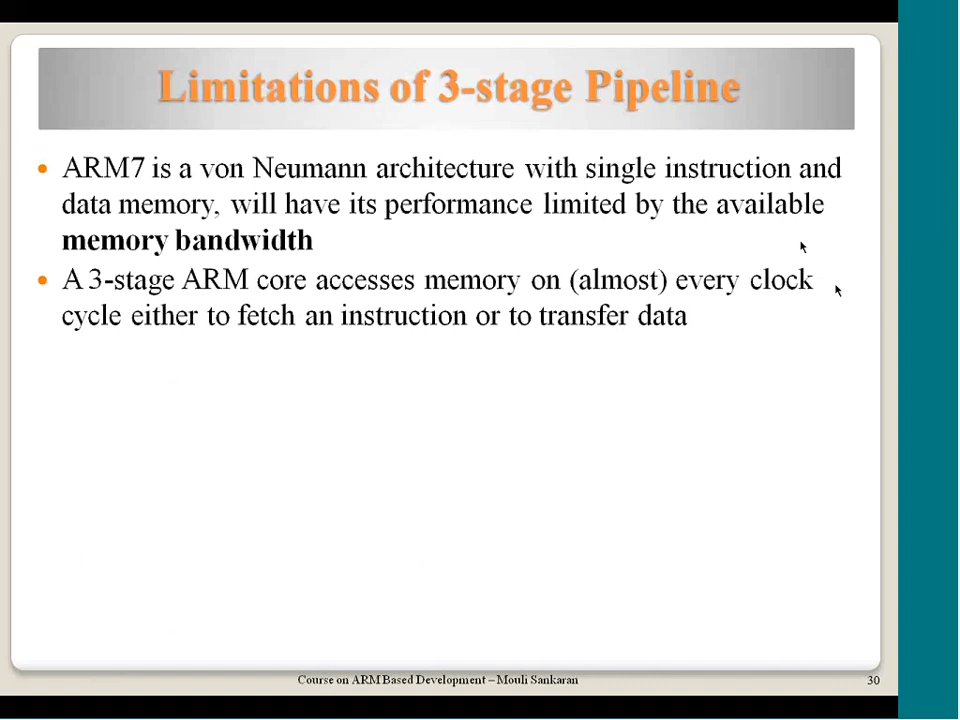 Limitations of 3-stage Pipeline
• ARM7 is a von Neumann architecture with single instruction and
data memory, will have its performance limited by the available
memory bandwidth
• A 3-stage ARM core accesses memory on (almost) every clock
cycle either to fetch an instruction or to transfer data
Course on ARM Based Development – Mouli Sankaran
30